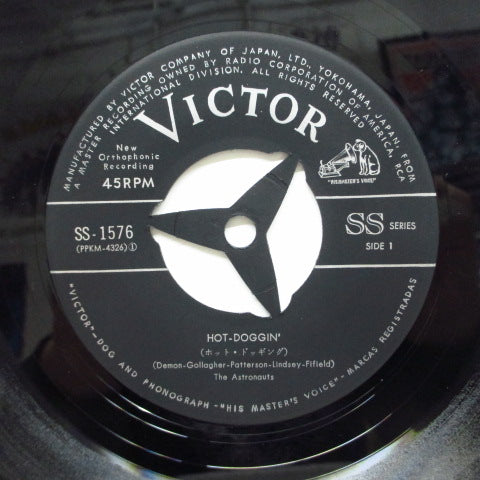 MANUFACTURED BY VICTOR COMPANY OF JAPAN, LTD., YOKOHAMA, JAPAN, FROM
A MASTER RECORDING OWNED BY RADIO CORPORATION OF AMERICA, RCA
INTERNATIONAL DIVISION. ALL RIGHTS RESERVED
VICTOR
New
Orthophonic
Recording
45RPM
"HIS MASTER'S VOICE"
SS-1576
(PPKM-4326)①
SS SERIES
SIDE 1
HOT-DOGGIN'
(ホット・ドッギング)
(Demon-Gollagher-Patterson-Lindsey-Fifield)
The Astronauts
"VICTOR"-DOG AND PHONOGRAPH-"HIS MASTER'S VOICE"-MARCAS REGISTRADAS